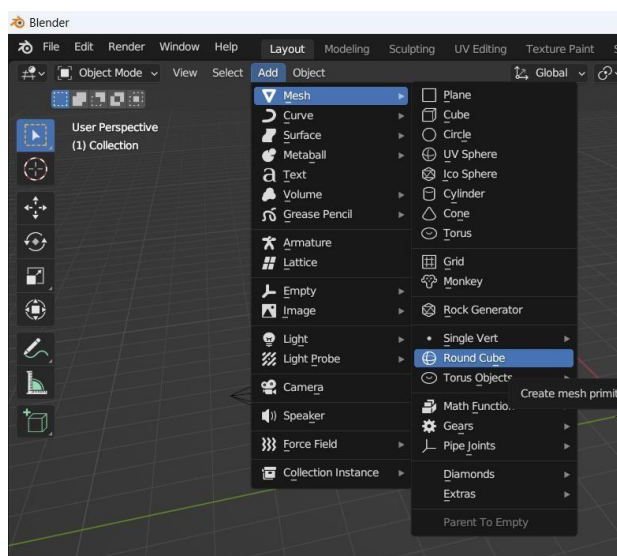 Blender
File Edit Render Window Help Layout Modeling Sculpting UV Editing Texture Paint
Object Mode View Select Add Object Global
User Perspective
(1) Collection
Mesh
Curve
Surface
Metaball
Text
Volume
Grease Pencil
Armature
Lattice
Empty
Image
Light
Light Probe
Camera
Speaker
Force Field
Collection Instance
Plane
Cube
Circle
UV Sphere
Ico Sphere
Cylinder
Cone
Torus
Grid
Monkey
Rock Generator
Single Vert
Round Cube
Torus Objects
Create mesh primit
Math Function
Gears
Pipe Joints
Diamonds
Extras
Parent To Empty